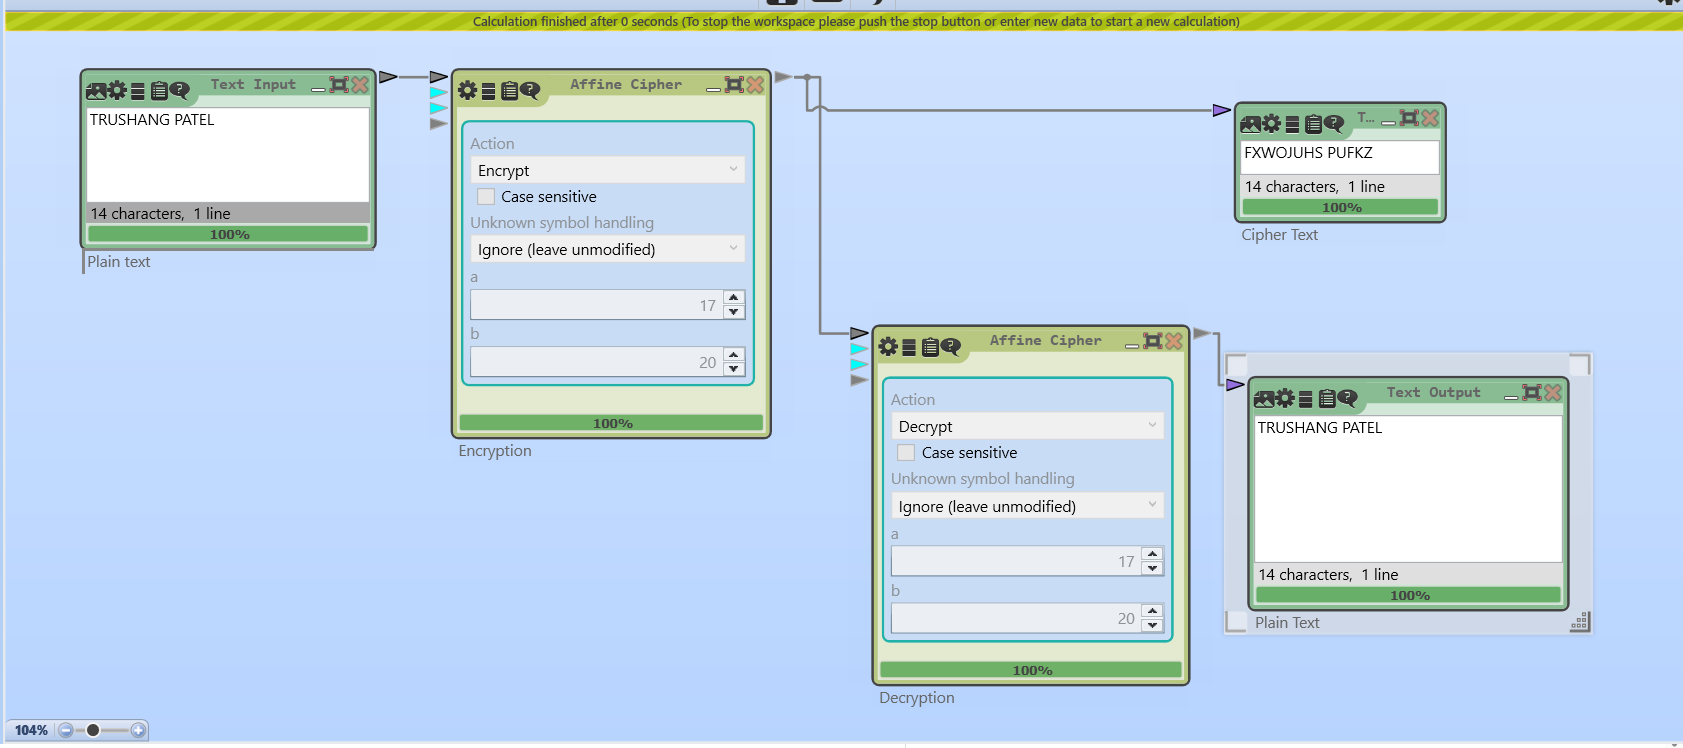 Calculation finished after 0 seconds (To stop the workspace please push the stop button or enter new data to start a new calculation)
Text Input
TRUSHANG PATEL
14 characters, 1 line
100%
Plain text
Affine Cipher
Action
Encrypt
Case sensitive
Unknown symbol handling
Ignore (leave unmodified)
a
17
b
20
100%
Encryption
T...
FXWOJUHS PUFKZ
14 characters, 1 line
100%
Cipher Text
Affine Cipher
Action
Decrypt
Case sensitive
Unknown symbol handling
Ignore (leave unmodified)
a
17
b
20
100%
Decryption
Text Output
TRUSHANG PATEL
14 characters, 1 line
100%
Plain Text
104%